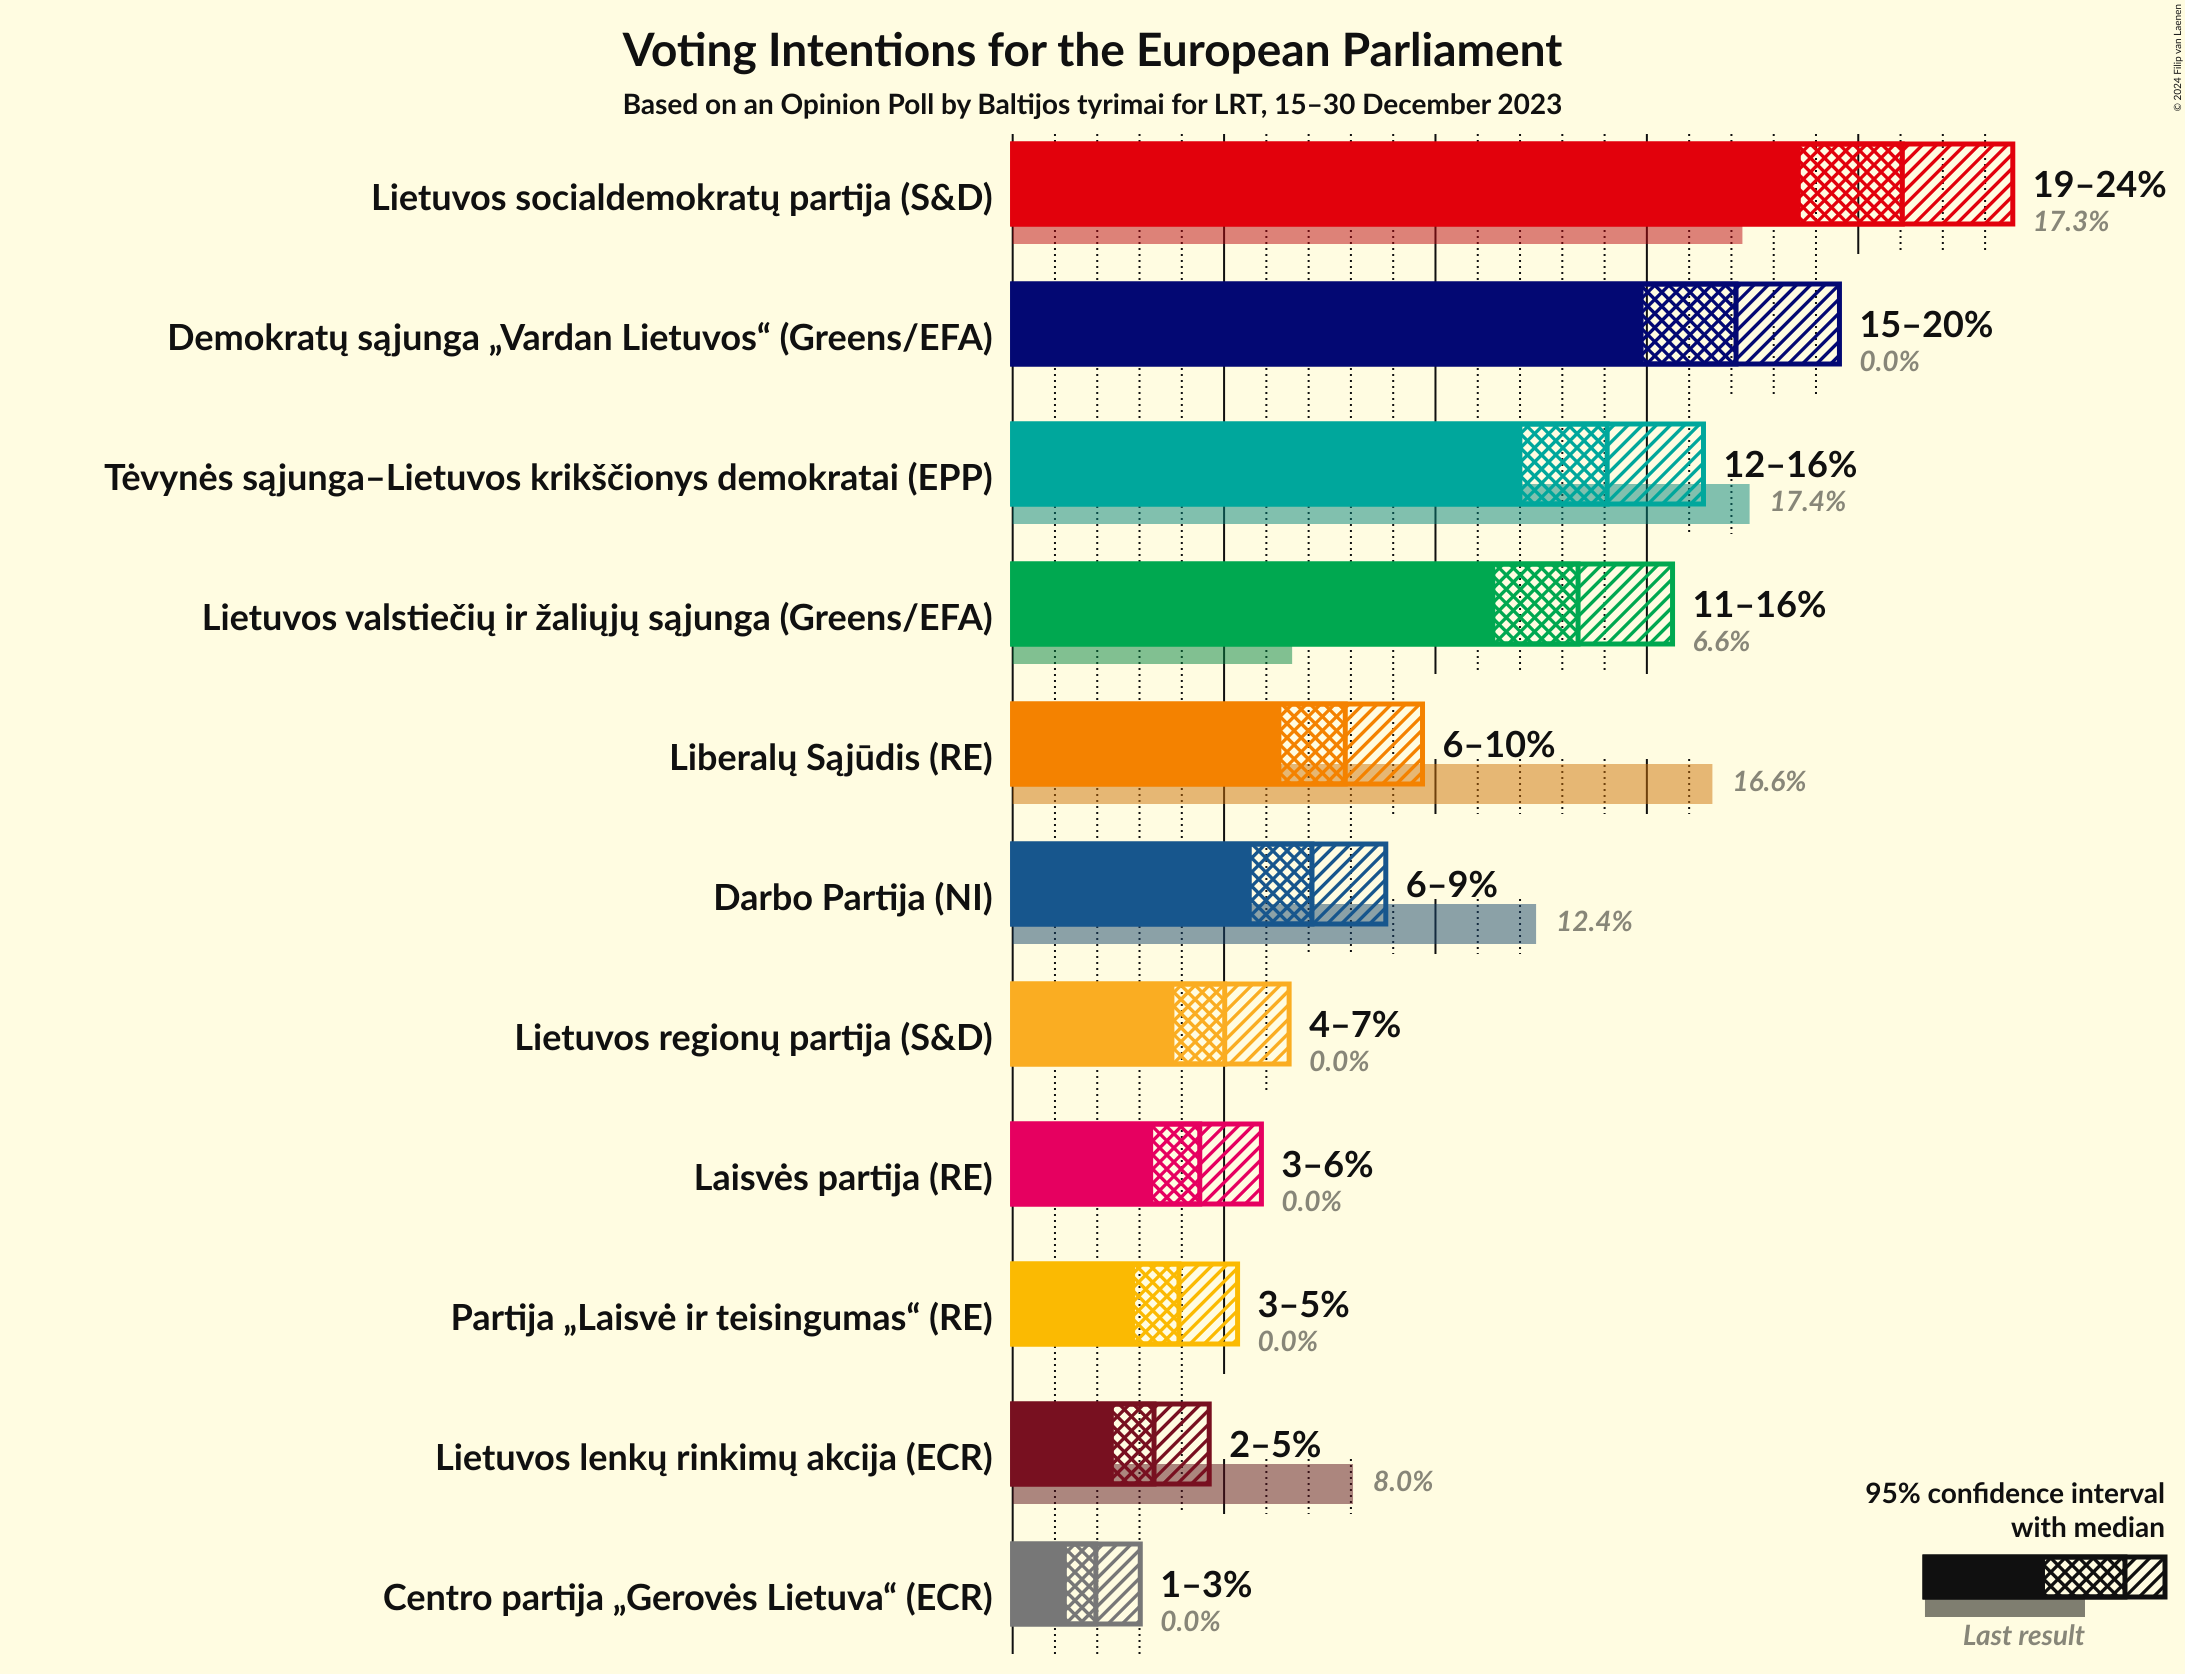 Voting Intentions for the European Parliament
Based on an Opinion Poll by Baltijos tyrimai for LRT, 15–30 December 2023
© 2024 Filip van Laenen
Lietuvos socialdemokratų partija (S&D)
19–24%
17.3%
Demokratų sąjunga „Vardan Lietuvos“ (Greens/EFA)
15–20%
0.0%
Tėvynės sąjunga–Lietuvos krikščionys demokratai (EPP)
12–16%
17.4%
Lietuvos valstiečių ir žaliųjų sąjunga (Greens/EFA)
11–16%
6.6%
Liberalų Sąjūdis (RE)
6–10%
16.6%
Darbo Partija (NI)
6–9%
12.4%
Lietuvos regionų partija (S&D)
4–7%
0.0%
Laisvės partija (RE)
3–6%
0.0%
Partija „Laisvė ir teisingumas“ (RE)
3–5%
0.0%
Lietuvos lenkų rinkimų akcija (ECR)
2–5%
8.0%
Centro partija „Gerovės Lietuva“ (ECR)
1–3%
0.0%
95% confidence interval
with median
Last result